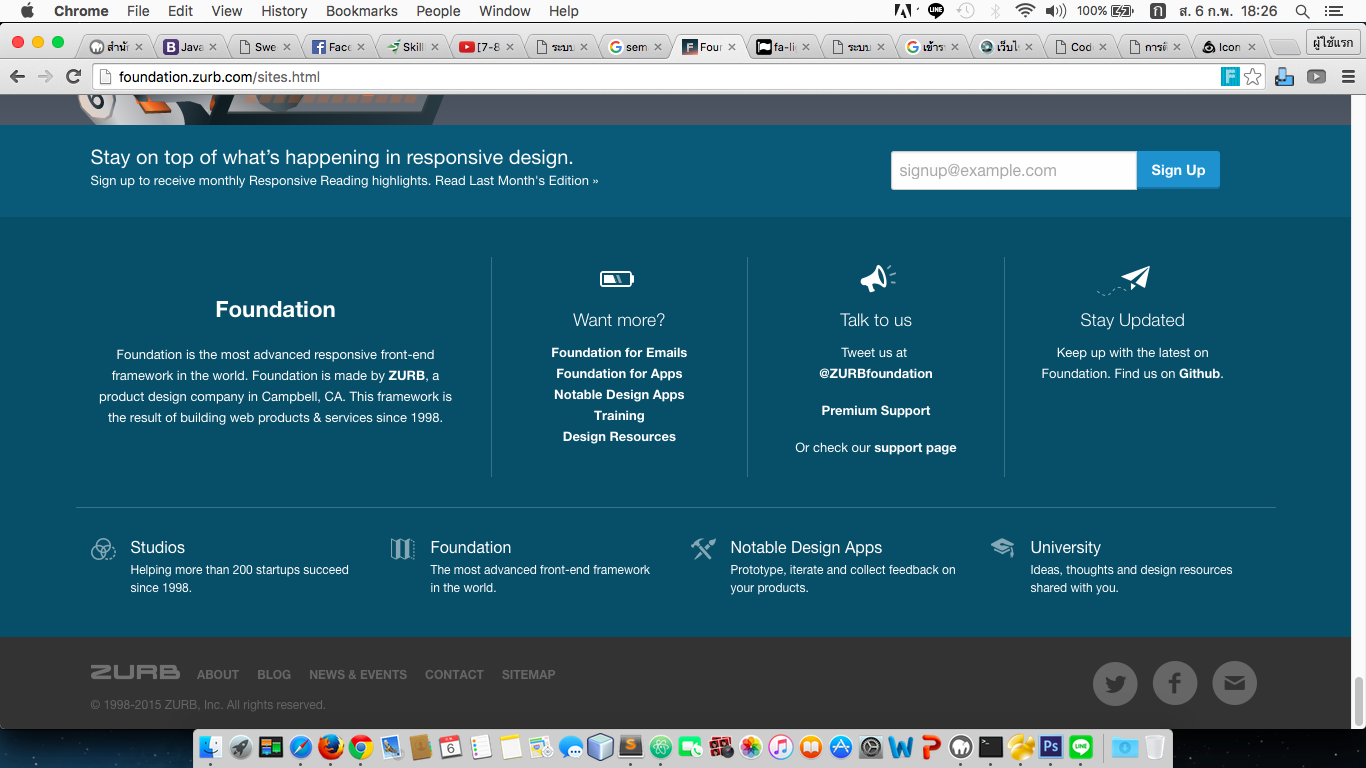 Chrome File Edit View History Bookmarks People Window Help 100% ก ส. 6 ก.พ. 18:26
สำนั Java Swe Face Skill [7-8 ระบบ sem Four fa-li ระบบ เข้าร Code การติ Icon ผู้ใช้แรก
foundation.zurb.com/sites.html
Stay on top of what's happening in responsive design.
Sign up to receive monthly Responsive Reading highlights. Read Last Month's Edition »
signup@example.com Sign Up
Foundation
Foundation is the most advanced responsive front-end
framework in the world. Foundation is made by ZURB, a
product design company in Campbell, CA. This framework is
the result of building web products & services since 1998.
Want more?
Foundation for Emails
Foundation for Apps
Notable Design Apps
Training
Design Resources
Talk to us
Tweet us at
@ZURBfoundation
Premium Support
Or check our support page
Stay Updated
Keep up with the latest on
Foundation. Find us on Github.
Studios
Helping more than 200 startups succeed
since 1998.
Foundation
The most advanced front-end framework
in the world.
Notable Design Apps
Prototype, iterate and collect feedback on
your products.
University
Ideas, thoughts and design resources
shared with you.
ZURB ABOUT BLOG NEWS & EVENTS CONTACT SITEMAP
© 1998-2015 ZURB, Inc. All rights reserved.